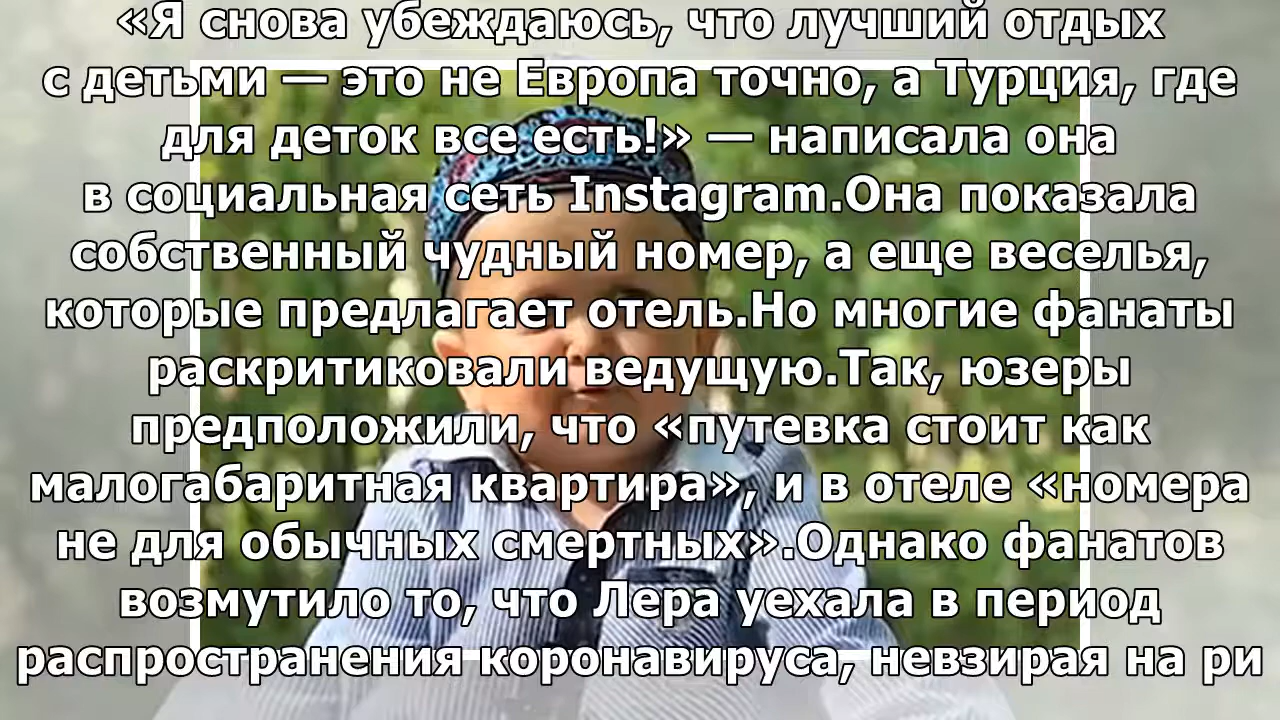 «Я снова убеждаюсь, что лучший отдых
с детьми — это не Европа точно, а Турция, где
для деток все есть!» — написала она
в социальная сеть Instagram.Она показала
собственный чудный номер, а еще веселья,
которые предлагает отель.Но многие фанаты
раскритиковали ведущую.Так, юзеры
предположили, что «путевка стоит как
малогабаритная квартира», и в отеле «номера
не для обычных смертных».Однако фанатов
возмутило то, что Лера уехала в период
распространения коронавируса, невзирая на ри